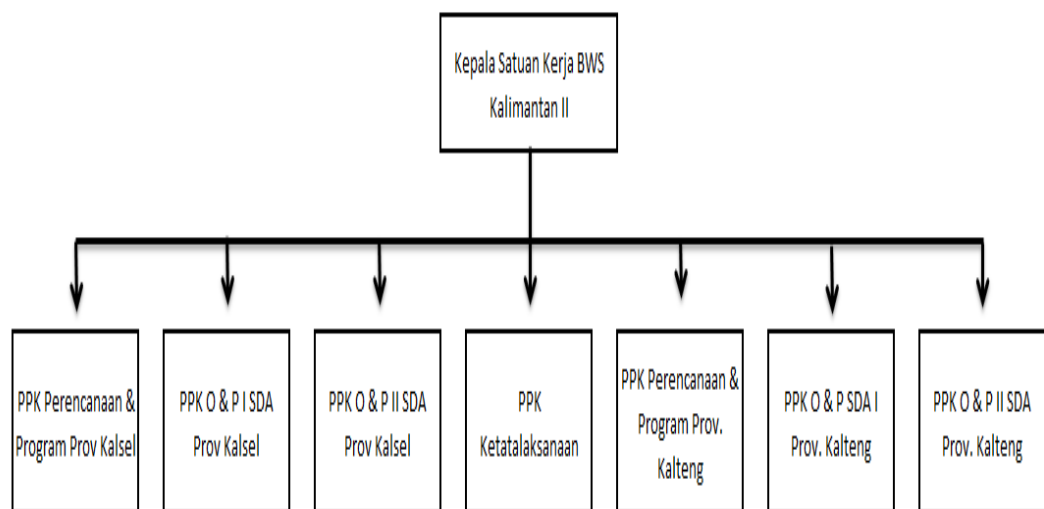 Kepala Satuan Kerja BWS
Kalimantan II
PPK Perencanaan &
Program Prov Kalsel
PPK O & P I SDA
Prov Kalsel
PPK O & P II SDA
Prov Kalsel
PPK
Ketatalaksanaan
PPK Perencanaan &
Program Prov.
Kalteng
PPK O & P SDA I
Prov. Kalteng
PPK O & P II SDA
Prov. Kalteng